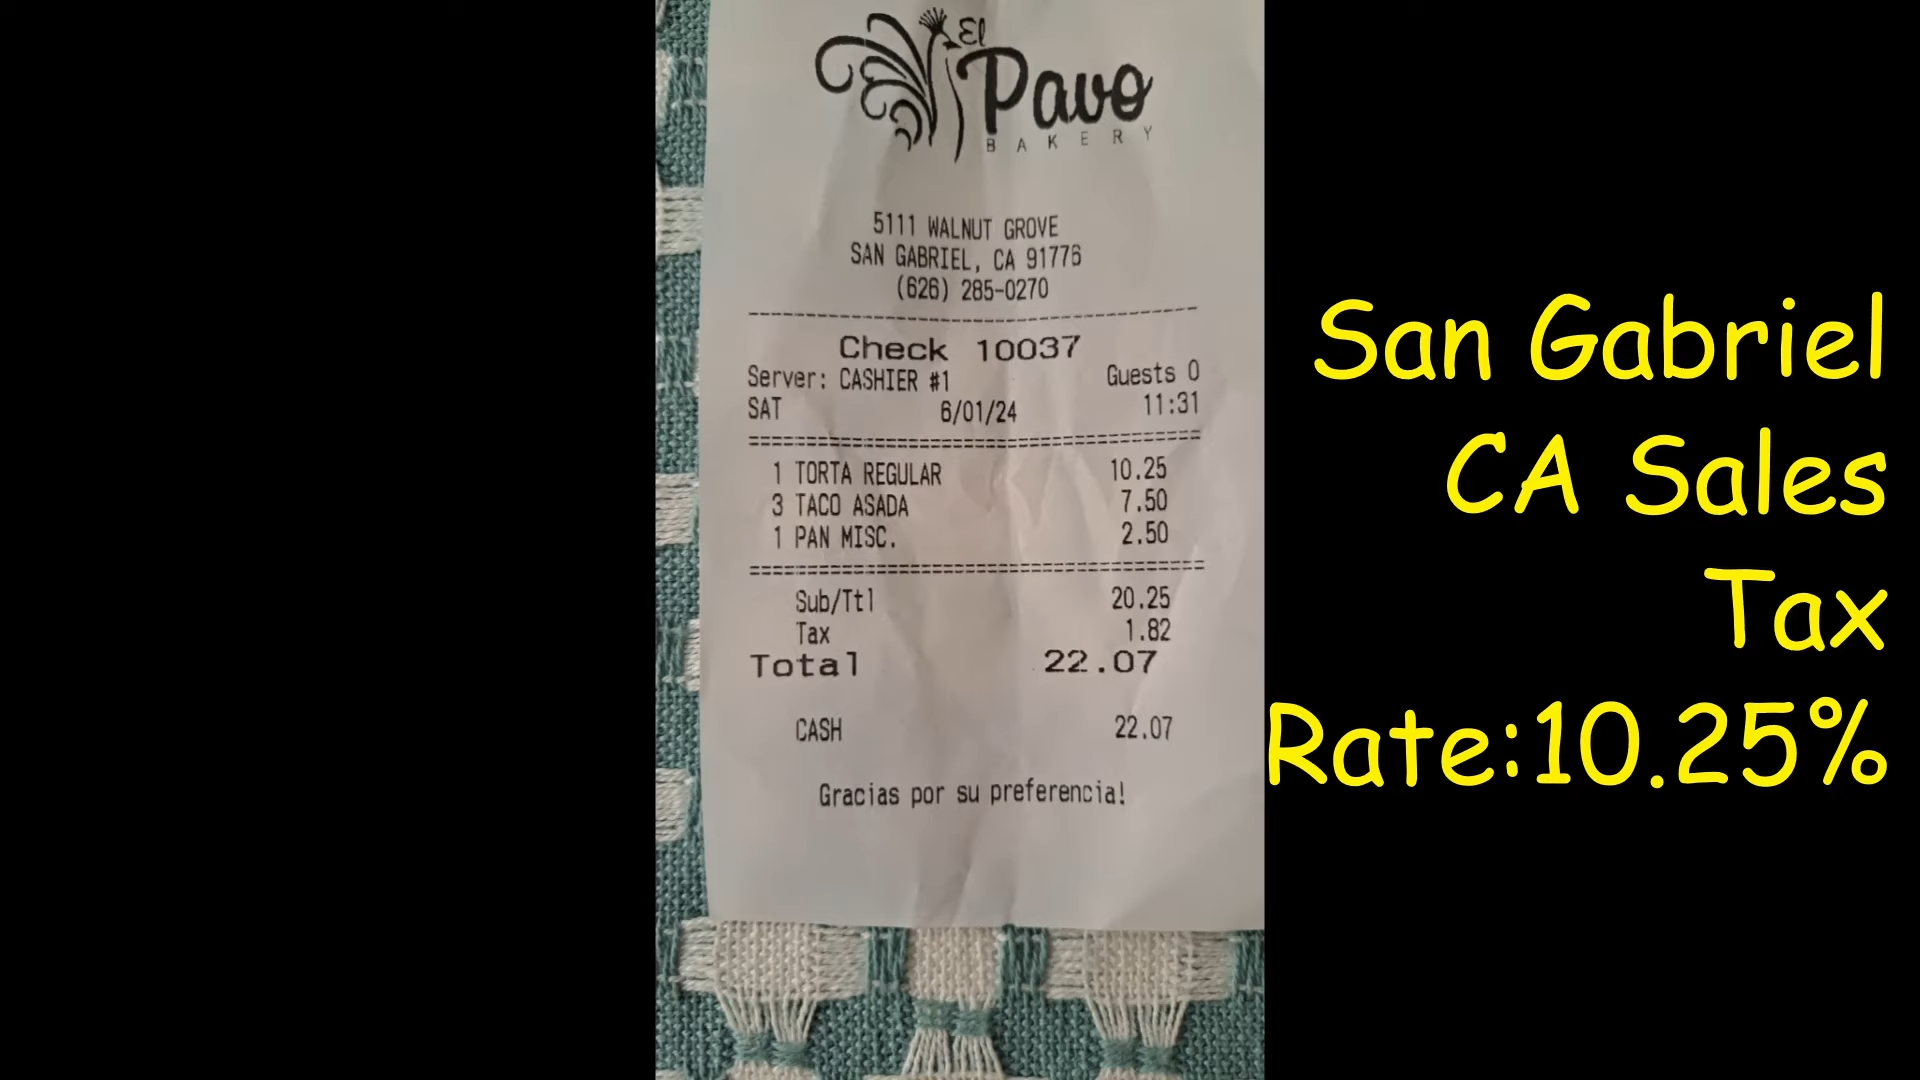 El
Pavo
BAKERY
5111 WALNUT GROVE
SAN GABRIEL, CA 91776
(626) 285-0270
Check 10037
Server: CASHIER #1 Guests 0
SAT 6/01/24 11:31
1 TORTA REGULAR 10.25
3 TACO ASADA 7.50
1 PAN MISC. 2.50
Sub/Ttl 20.25
Tax 1.82
Total 22.07
CASH 22.07
Gracias por su preferencia!
San Gabriel
CA Sales
Tax
Rate:10.25%